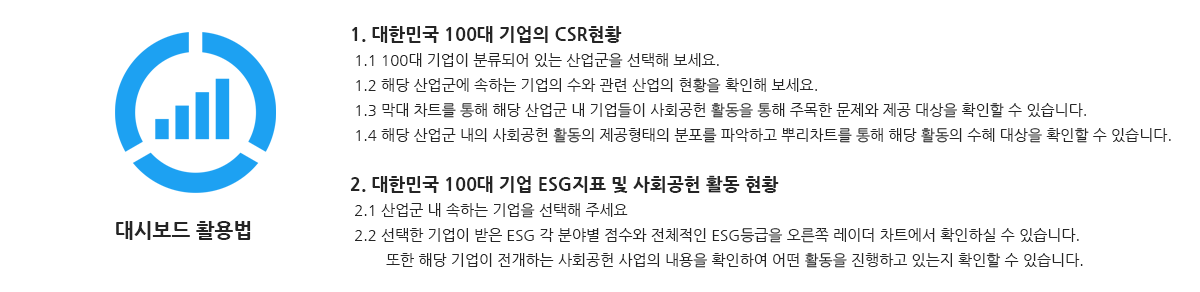 대시보드 활용법
1. 대한민국 100대 기업의 CSR현황
1.1 100대 기업이 분류되어 있는 산업군을 선택해 보세요.
1.2 해당 산업군에 속하는 기업의 수와 관련 산업의 현황을 확인해 보세요.
1.3 막대 차트를 통해 해당 산업군 내 기업들이 사회공헌 활동을 통해 주목한 문제와 제공 대상을 확인할 수 있습니다.
1.4 해당 산업군 내의 사회공헌 활동의 제공형태의 분포를 파악하고 뿌리차트를 통해 해당 활동의 수혜 대상을 확인할 수 있습니다.
2. 대한민국 100대 기업 ESG지표 및 사회공헌 활동 현황
2.1 산업군 내 속하는 기업을 선택해 주세요
2.2 선택한 기업이 받은 ESG 각 분야별 점수와 전체적인 ESG등급을 오른쪽 레이더 차트에서 확인하실 수 있습니다.
또한 해당 기업이 전개하는 사회공헌 사업의 내용을 확인하여 어떤 활동을 진행하고 있는지 확인할 수 있습니다.